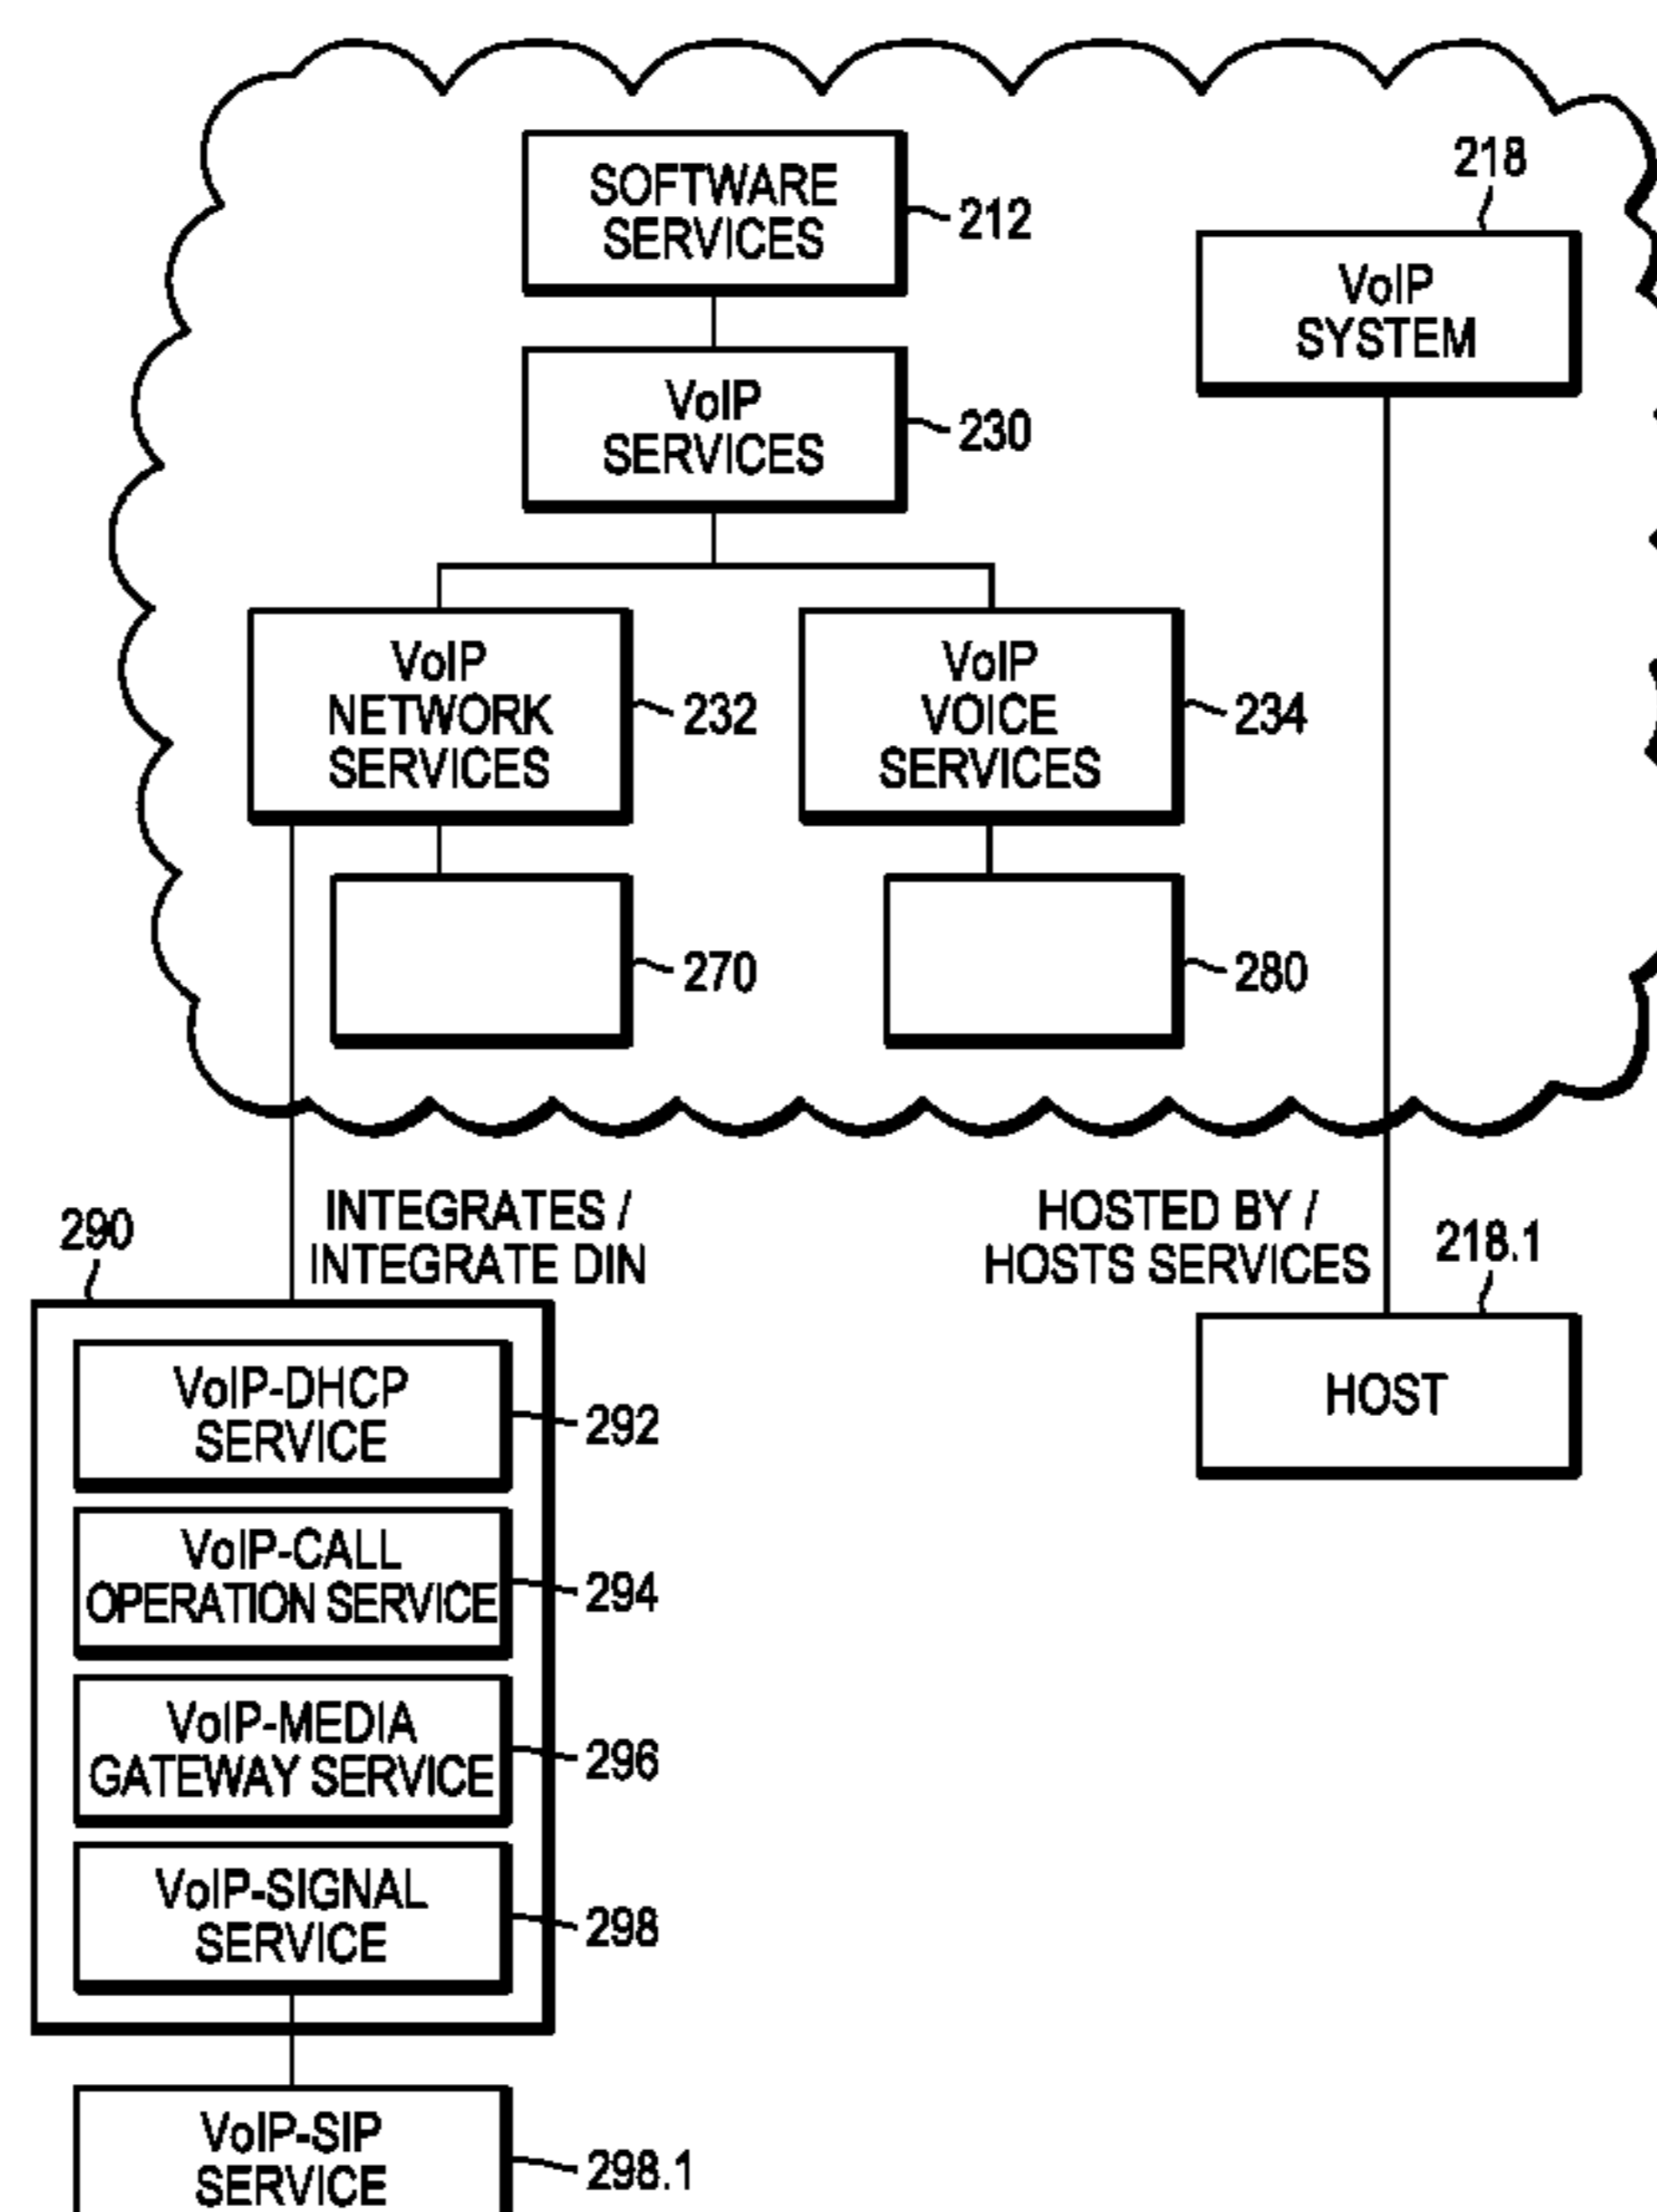 SOFTWARE
SERVICES
212
218
VoIP
SYSTEM
VoIP
SERVICES
230
VoIP
NETWORK
SERVICES
232
VoIP
VOICE
SERVICES
234
270
280
INTEGRATES /
INTEGRATE DIN
HOSTED BY /
HOSTS SERVICES
290
218.1
HOST
VoIP-DHCP
SERVICE
292
VoIP-CALL
OPERATION SERVICE
294
VoIP-MEDIA
GATEWAY SERVICE
296
VoIP-SIGNAL
SERVICE
298
VoIP-SIP
SERVICE
298.1